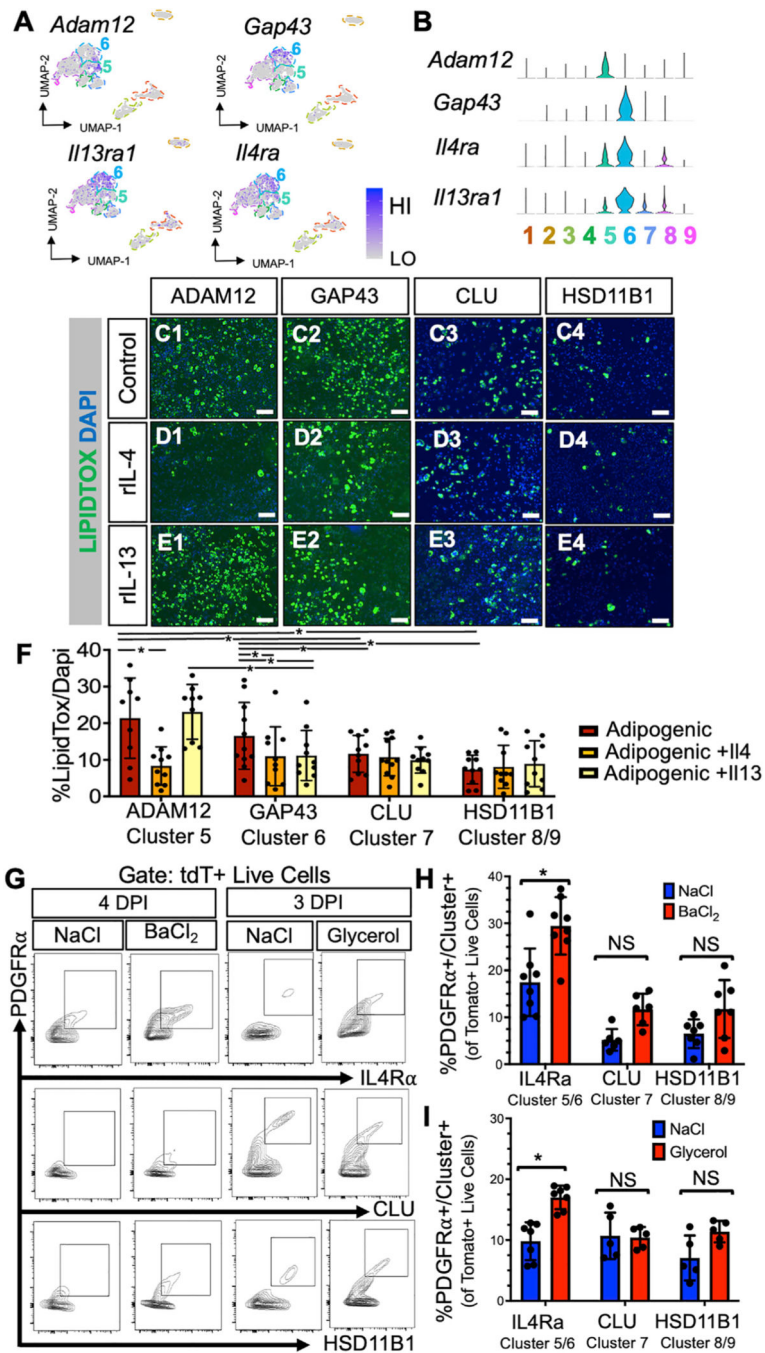 A
Adam12
Gap43
6
5
6
5
UMAP-2
UMAP-1
UMAP-2
UMAP-1
Il13ra1
Il4ra
6
5
6
5
UMAP-2
UMAP-1
UMAP-2
UMAP-1
HI
LO
B
Adam12
Gap43
Il4ra
Il13ra1
1 2 3 4 5 6 7 8 9
ADAM12 GAP43 CLU HSD11B1
LIPIDTOX DAPI
Control
C1 C2 C3 C4
rIL-4
D1 D2 D3 D4
rIL-13
E1 E2 E3 E4
F
%LipidTox/Dapi
40
30
20
10
0
* * * * * * * *
ADAM12 GAP43 CLU HSD11B1
Cluster 5 Cluster 6 Cluster 7 Cluster 8/9
Adipogenic
Adipogenic +Il4
Adipogenic +Il13
G
Gate: tdT+ Live Cells
4 DPI 3 DPI
NaCl BaCl2 NaCl Glycerol
PDGFRα
IL4Rα
CLU
HSD11B1
H
%PDGFRα+/Cluster+
(of Tomato+ Live Cells)
40
30
20
10
0
* NS NS
NaCl
BaCl2
IL4Ra CLU HSD11B1
Cluster 5/6 Cluster 7 Cluster 8/9
I
%PDGFRα+/Cluster+
(of Tomato+ Live Cells)
30
20
10
0
* NS NS
NaCl
Glycerol
IL4Ra CLU HSD11B1
Cluster 5/6 Cluster 7 Cluster 8/9